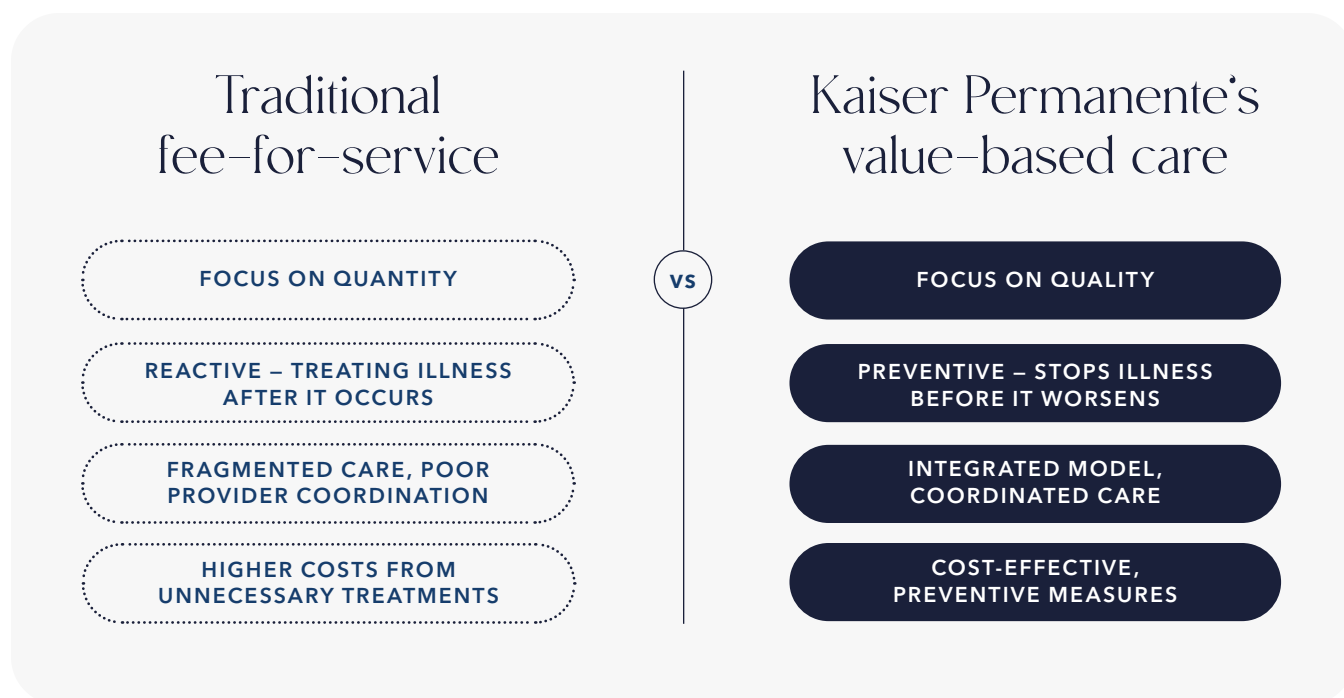 Traditional
fee–for–service
FOCUS ON QUANTITY
REACTIVE – TREATING ILLNESS
AFTER IT OCCURS
FRAGMENTED CARE, POOR
PROVIDER COORDINATION
HIGHER COSTS FROM
UNNECESSARY TREATMENTS
VS
Kaiser Permanente‘s
value–based care
FOCUS ON QUALITY
PREVENTIVE – STOPS ILLNESS
BEFORE IT WORSENS
INTEGRATED MODEL,
COORDINATED CARE
COST-EFFECTIVE,
PREVENTIVE MEASURES